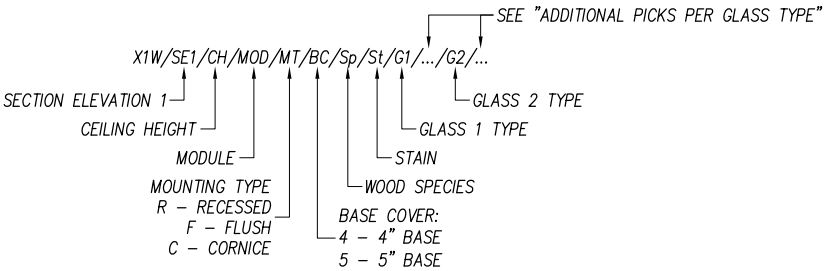 SEE "ADDITIONAL PICKS PER GLASS TYPE"
X1W/SE1/CH/MOD/MT/BC/Sp/St/G1/.../G2/...
SECTION ELEVATION 1
GLASS 2 TYPE
CEILING HEIGHT
GLASS 1 TYPE
MODULE
STAIN
MOUNTING TYPE
R - RECESSED
F - FLUSH
C - CORNICE
WOOD SPECIES
BASE COVER:
4 - 4" BASE
5 - 5" BASE